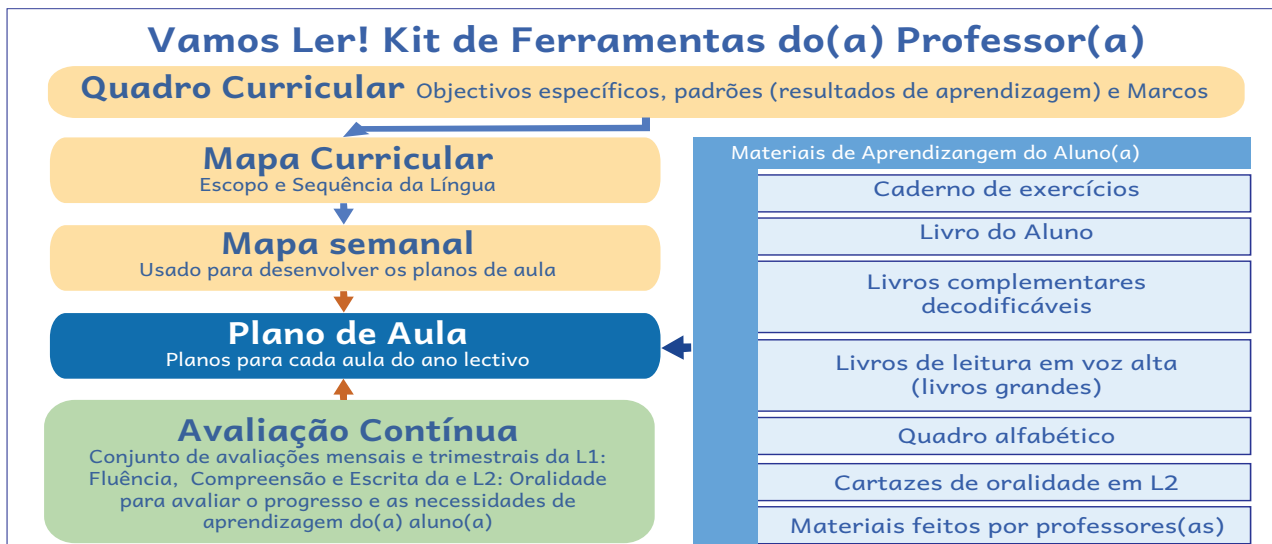 Vamos Ler! Kit de Ferramentas do(a) Professor(a)
Quadro Curricular Objectivos específicos, padrões (resultados de aprendizagem) e Marcos
Mapa Curricular
Escopo e Sequência da Língua
Mapa semanal
Usado para desenvolver os planos de aula
Plano de Aula
Planos para cada aula do ano lectivo
Avaliação Contínua
Conjunto de avaliações mensais e trimestrais da L1:
Fluência, Compreensão e Escrita da e L2: Oralidade
para avaliar o progresso e as necessidades de
aprendizagem do(a) aluno(a)
Materiais de Aprendizangem do Aluno(a)
Caderno de exercícios
Livro do Aluno
Livros complementares
decodificáveis
Livros de leitura em voz alta
(livros grandes)
Quadro alfabético
Cartazes de oralidade em L2
Materiais feitos por professores(as)